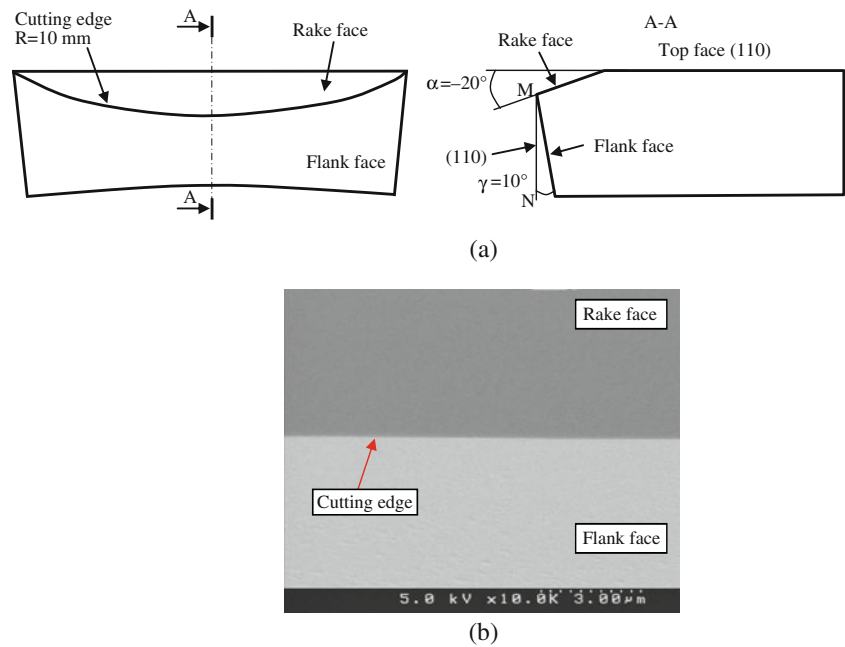 Cutting edge
R=10 mm
A
Rake face
Flank face
A
A-A
Rake face
Top face (110)
α=–20°
M
(110)
Flank face
γ=10°
N
(a)
Rake face
Cutting edge
Flank face
5.0 kV x10.0K 3.00μm
(b)